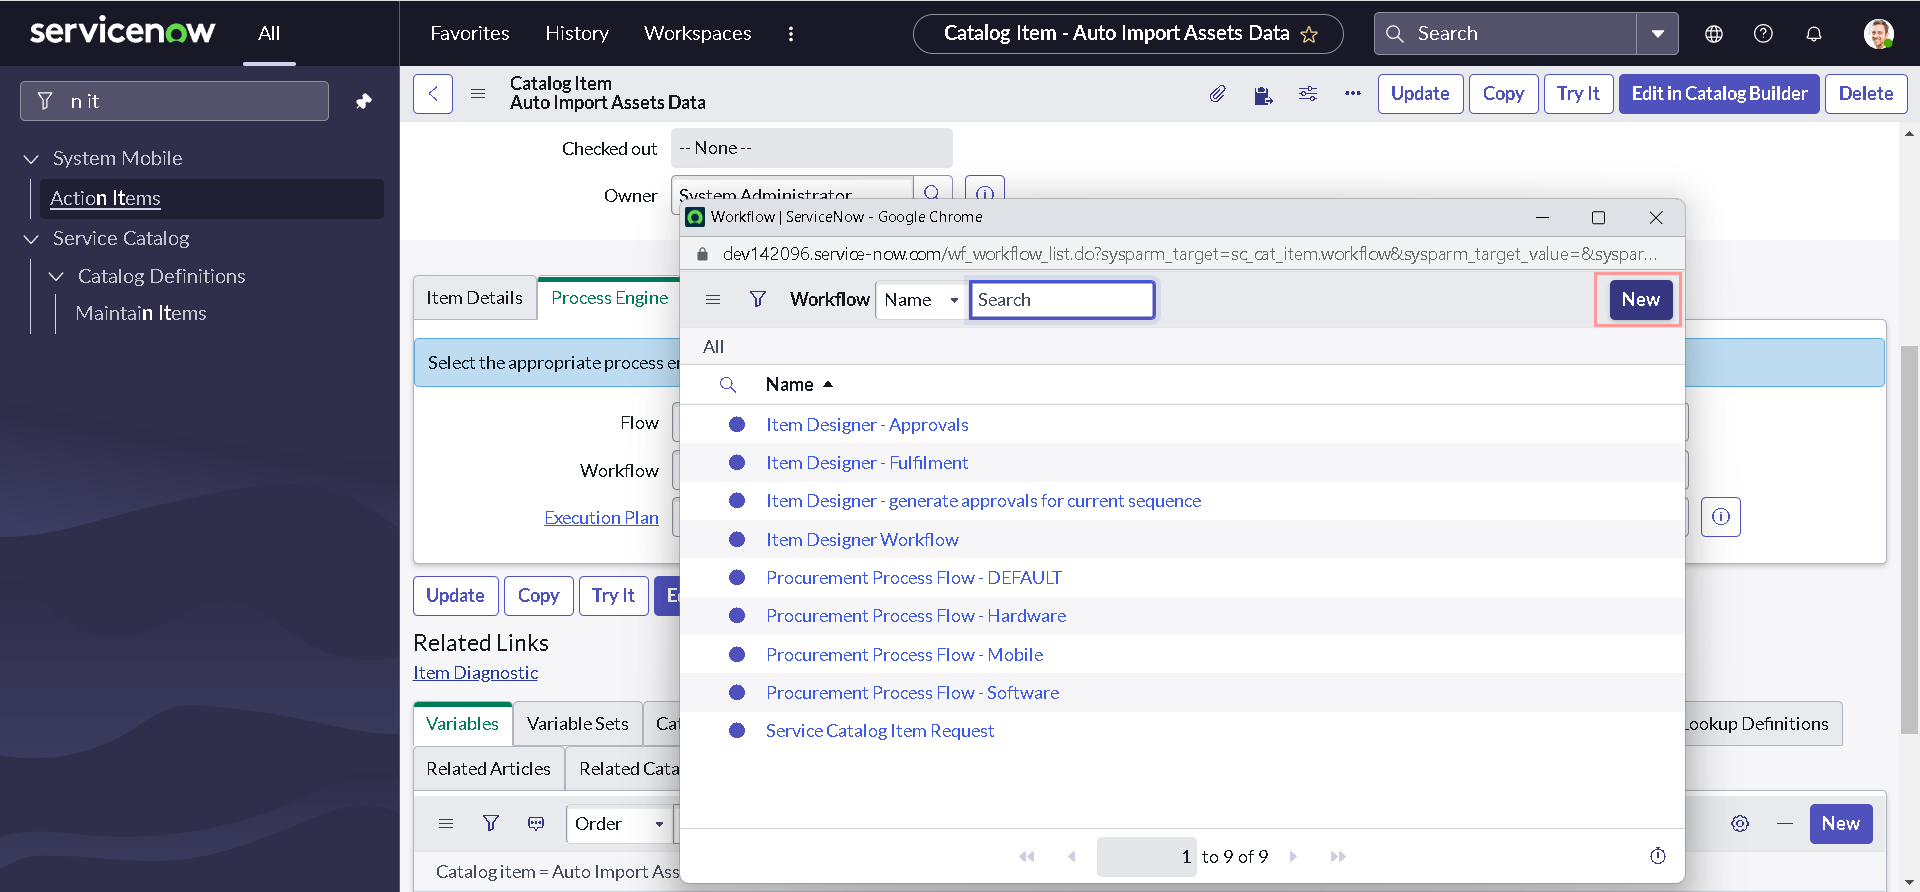 servicenow
All
Favorites
History
Workspaces
Catalog Item - Auto Import Assets Data
Search
n it
System Mobile
Action Items
Service Catalog
Catalog Definitions
Maintain Items
Catalog Item
Auto Import Assets Data
Update
Copy
Try It
Edit in Catalog Builder
Delete
Checked out
-- None --
Owner
System Administrator
Item Details
Process Engine
Select the appropriate process
Flow
Workflow
Execution Plan
Update
Copy
Try It
Related Links
Item Diagnostic
Variables
Variable Sets
Related Articles
Related
Lookup Definitions
Order
New
Catalog item = Auto Import
Workflow | ServiceNow - Google Chrome
dev142096.service-now.com/wf_workflow_list.do?sysparm_target=sc_cat_item.workflow&sysparm_target_value=&syspar...
Workflow
Name
Search
New
All
Name
Item Designer - Approvals
Item Designer - Fulfilment
Item Designer - generate approvals for current sequence
Item Designer Workflow
Procurement Process Flow - DEFAULT
Procurement Process Flow - Hardware
Procurement Process Flow - Mobile
Procurement Process Flow - Software
Service Catalog Item Request
1 to 9 of 9